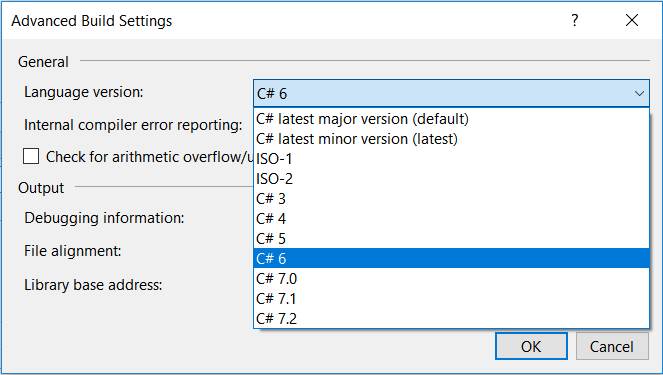 Advanced Build Settings ?
General
Language version: C# 6
C# latest major version (default)
Internal compiler error reporting:
C# latest minor version (latest)
Check for arithmetic overflow/u
ISO-1
ISO-2
Output
C# 3
Debugging information:
C# 4
C# 5
File alignment:
C# 6
Library base address:
C# 7.0
C# 7.1
C# 7.2
OK Cancel